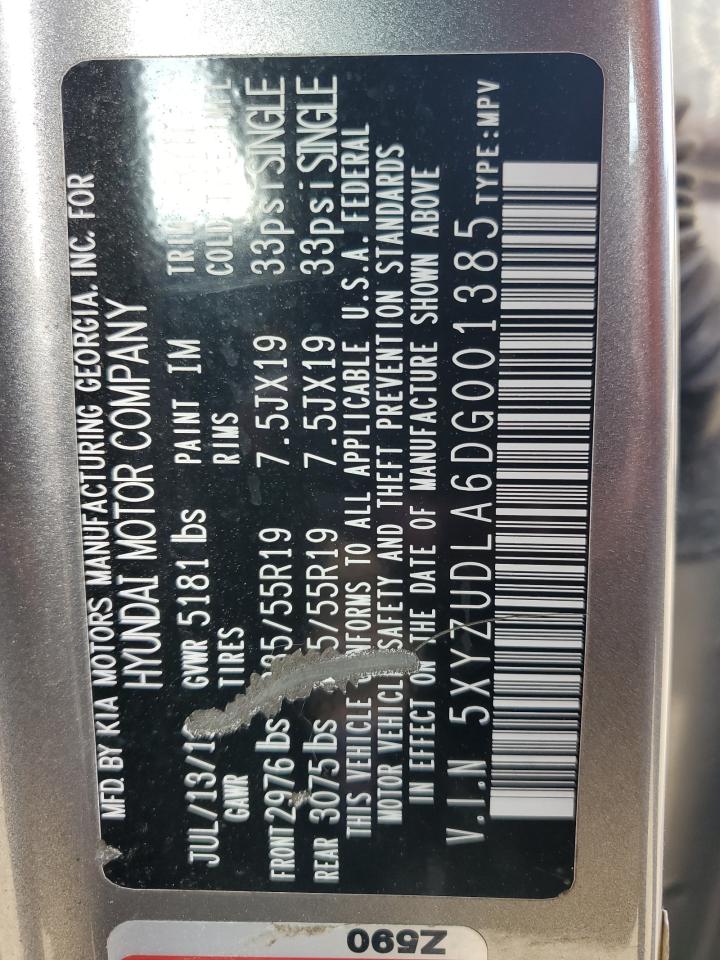 MFD. BY KIA MOTORS MANUFACTURING GEORGIA. INC. FOR
HYUNDAI MOTOR COMPANY
GVWR 5181 lbs PAINT IM
GAWR TIRES RIMS
FRONT 2976 lbs 7.5JX19 33psi SINGLE
REAR 3075 lbs 7.5JX19 33psi SINGLE
THIS VEHICLE CONFORMS TO ALL APPLICABLE U.S.A. FEDERAL
MOTOR VEHICLE SAFETY AND THEFT PREVENTION STANDARDS
IN EFFECT ON THE DATE OF MANUFACTURE SHOWN ABOVE
V.I.N 5XYZUDLA6DG001385 TYPE:MPV
Z590